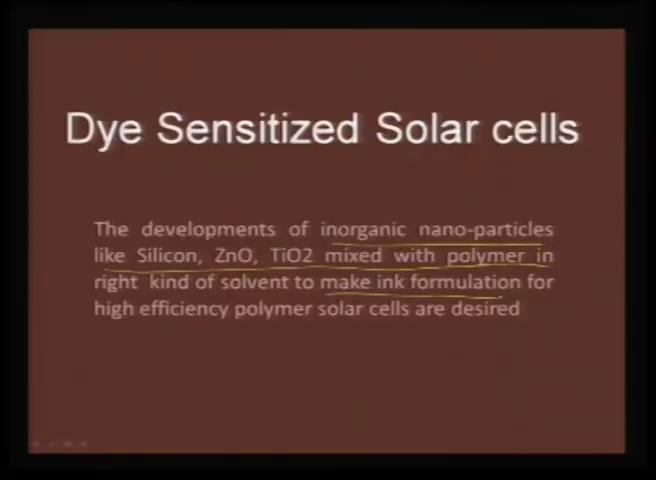 Dye Sensitized Solar cells
The developments of inorganic nano-particles
like Silicon, ZnO, TiO2 mixed with polymer in
right kind of solvent to make ink formulation for
high efficiency polymer solar cells are desired